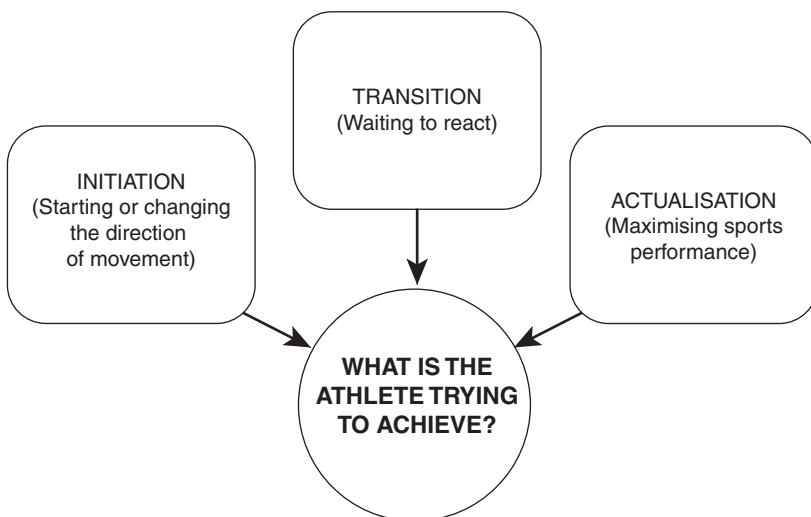 INITIATION
(Starting or changing
the direction
of movement)
TRANSITION
(Waiting to react)
ACTUALISATION
(Maximising sports
performance)
WHAT IS THE
ATHLETE TRYING
TO ACHIEVE?